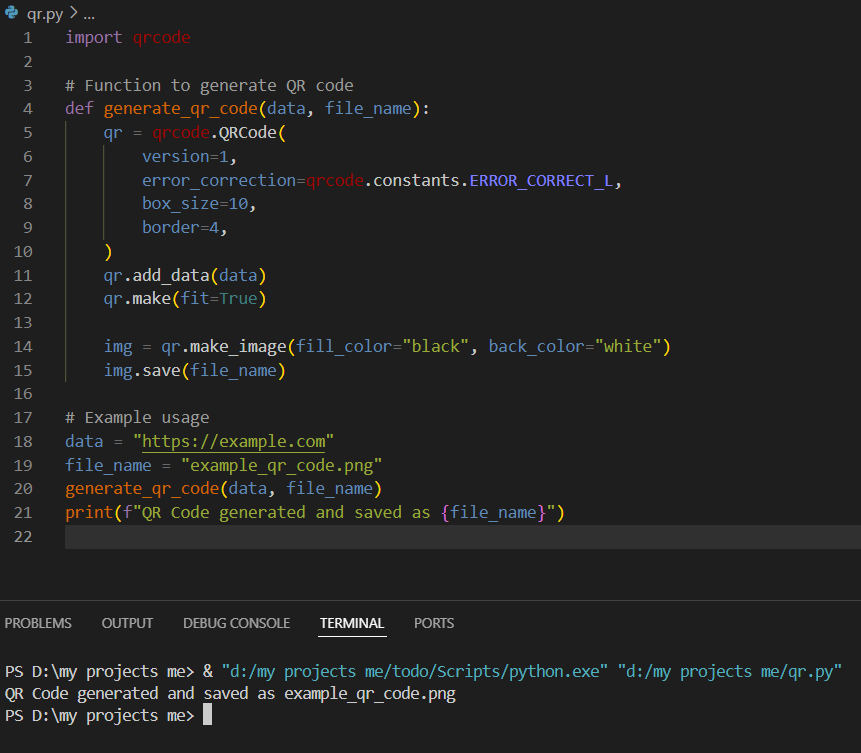 qr.py > ...
1 import qrcode
2
3 # Function to generate QR code
4 def generate_qr_code(data, file_name):
5     qr = qrcode.QRCode(
6         version=1,
7         error_correction=qrcode.constants.ERROR_CORRECT_L,
8         box_size=10,
9         border=4,
10     )
11     qr.add_data(data)
12     qr.make(fit=True)
13
14     img = qr.make_image(fill_color="black", back_color="white")
15     img.save(file_name)
16
17 # Example usage
18 data = "https://example.com"
19 file_name = "example_qr_code.png"
20 generate_qr_code(data, file_name)
21 print(f"QR Code generated and saved as {file_name}")
22
PROBLEMS OUTPUT DEBUG CONSOLE TERMINAL PORTS
PS D:\my projects me> & "d:/my projects me/todo/Scripts/python.exe" "d:/my projects me/qr.py"
QR Code generated and saved as example_qr_code.png
PS D:\my projects me>